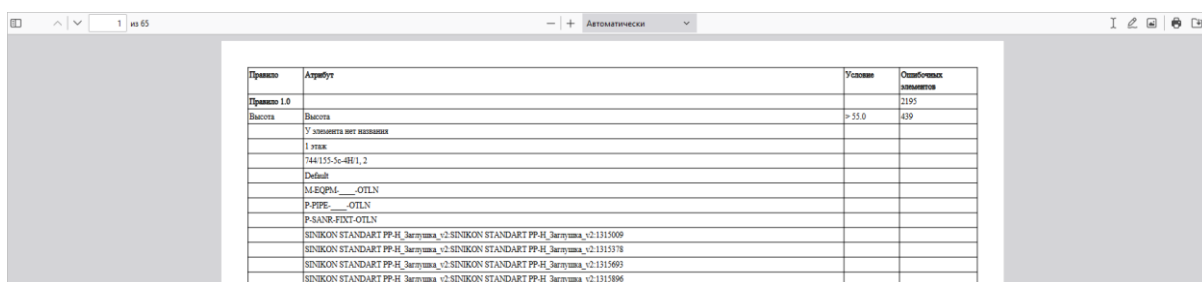 1 из 65 Автоматически
Правило Атрибут Условие Ошибочных
элементов
Правило 1.0 2195
Высота Высота > 55.0 439
У элемента нет названия
1 этаж
744/155-5с-4Н/1, 2
Default
M-EQPM-____-OTLN
P-PIPE-____-OTLN
P-SANR-FIXT-OTLN
SINIKON STANDART PP-H_Заглушка_v2:SINIKON STANDART PP-H_Заглушка_v2:1315009
SINIKON STANDART PP-H_Заглушка_v2:SINIKON STANDART PP-H_Заглушка_v2:1315378
SINIKON STANDART PP-H_Заглушка_v2:SINIKON STANDART PP-H_Заглушка_v2:1315693
SINIKON STANDART PP-H_Заглушка_v2:SINIKON STANDART PP-H_Заглушка_v2:1315896